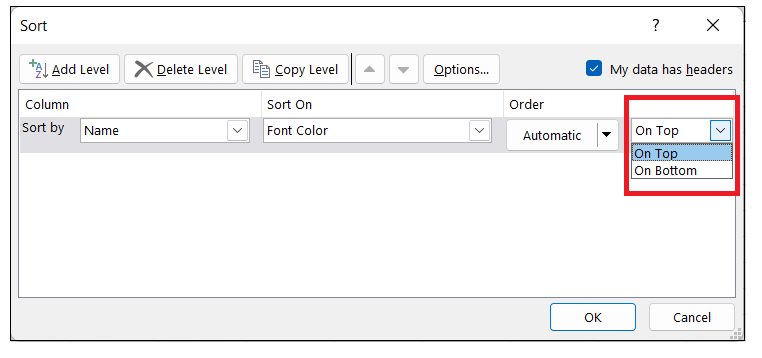 Sort ?
Add Level Delete Level Copy Level Options... My data has headers
Column Sort On Order
Sort by Name Font Color Automatic On Top
On Top
On Bottom
OK Cancel